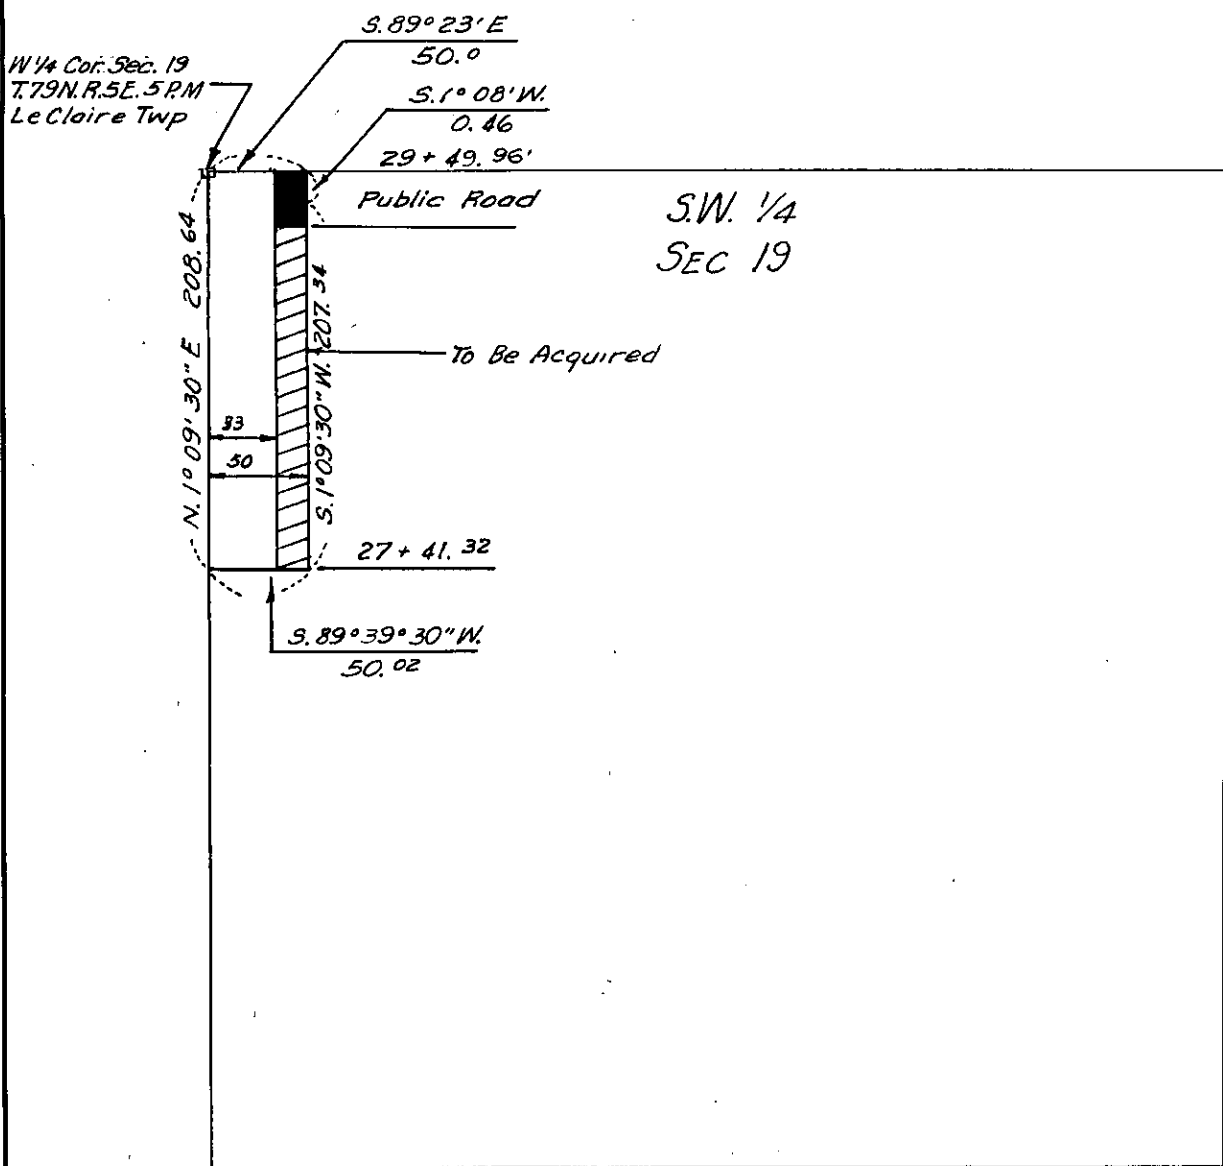 S. 89° 23' E
50.0
W 1/4 Cor. Sec. 19
T.79N. R.5E. 5 P.M
Le Claire Twp
S. 1° 08' W.
0.46
29 + 49.96'
Public Road
S.W. 1/4
SEC 19
N. 1° 09' 30" E 208.64
S. 1° 09' 30" W. 207.34
To Be Acquired
33
50
27 + 41.32
S. 89° 39° 30" W.
50.02